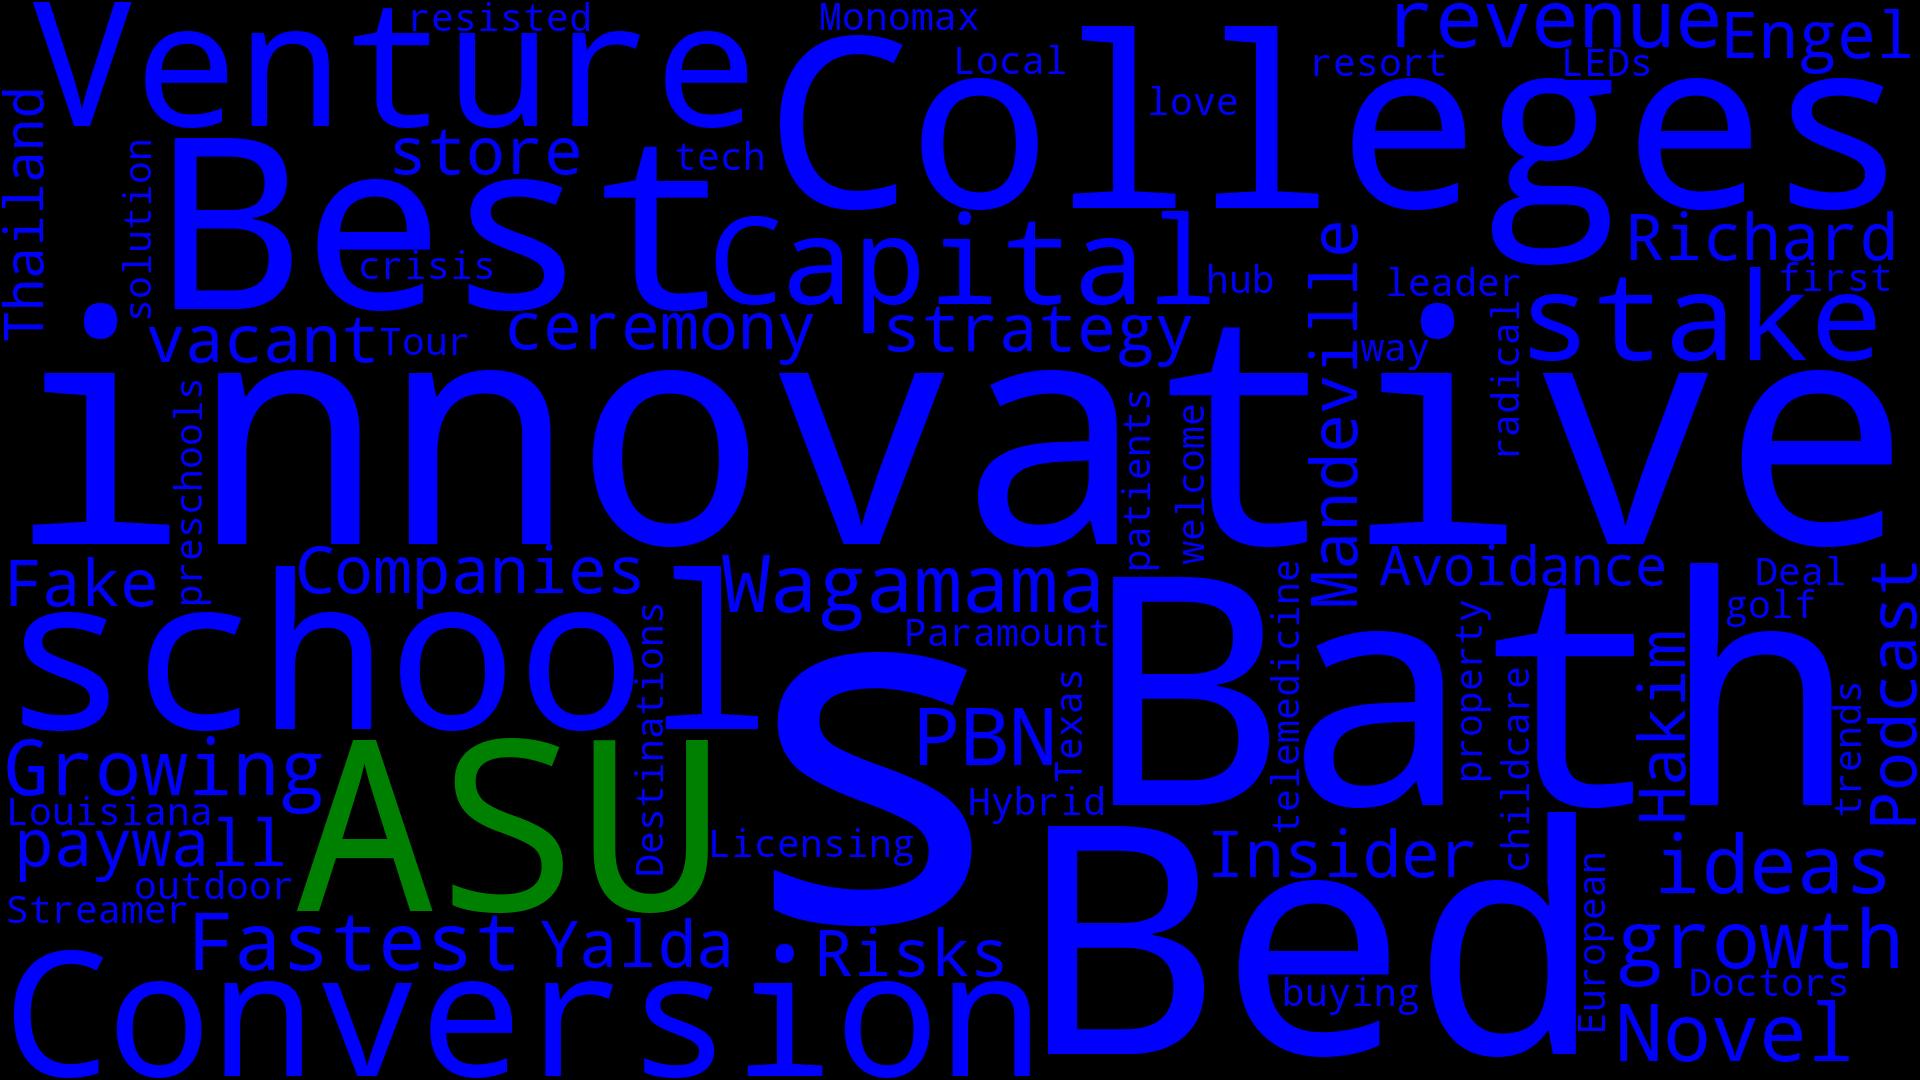 Venture
resisted
Monomax
revenue
Engel
Local
Colleges
love
resort
LEDs
Thailand
solution
Best
store
tech
crisis
Capital
hub
Mandeville
leader
Richard
first
stake
radical
way
vacant
Tour
ceremony
strategy
innovative
preschools
patients
welcome
Fake
Companies
Wagamama
Avoidance
Deal
golf
Podcast
school
Destinations
Paramount
s
PBN
Texas
Bath
telemedicine
property
childcare
Hakim
trends
Growing
Louisiana
paywall
ASU
Hybrid
Licensing
outdoor
Streamer
Insider
ideas
Fastest
Yalda
Risks
Bed
buying
European
growth
Doctors
Conversion
Novel